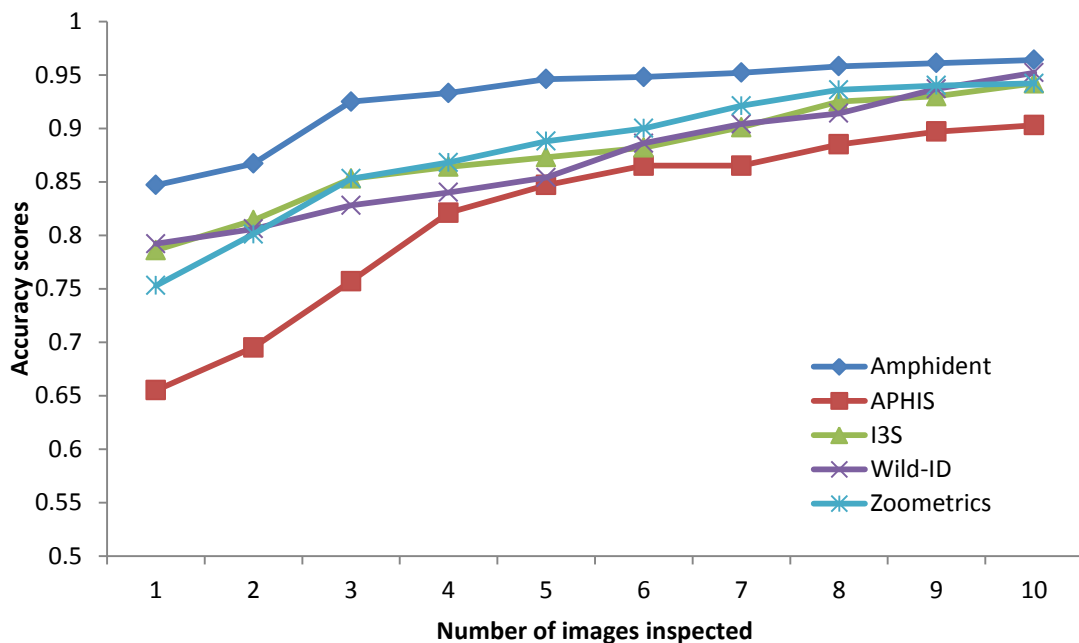 1
0.95
0.9
0.85
0.8
0.75
0.7
0.65
0.6
0.55
0.5
Accuracy scores
Amphident
APHIS
I3S
Wild-ID
Zoometrics
1 2 3 4 5 6 7 8 9 10
Number of images inspected